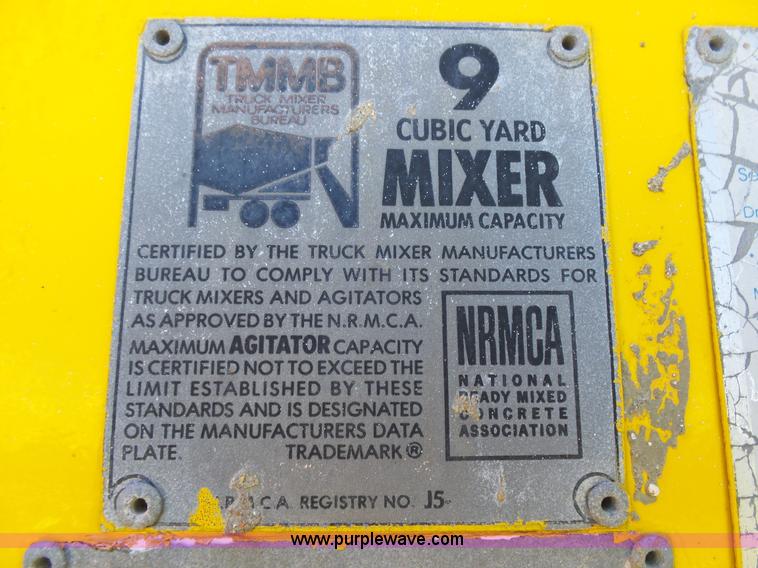 TMMB
TRUCK MIXER
MANUFACTURERS
BUREAU
9
CUBIC YARD
MIXER
MAXIMUM CAPACITY
CERTIFIED BY THE TRUCK MIXER MANUFACTURERS
BUREAU TO COMPLY WITH ITS STANDARDS FOR
TRUCK MIXERS AND AGITATORS
AS APPROVED BY THE N.R.M.C.A.
MAXIMUM AGITATOR CAPACITY
IS CERTIFIED NOT TO EXCEED THE
LIMIT ESTABLISHED BY THESE
STANDARDS AND IS DESIGNATED
ON THE MANUFACTURERS DATA
PLATE. TRADEMARK ®
NRMCA
NATIONAL
READY MIXED
CONCRETE
ASSOCIATION
REGISTRY NO. J5-
www.purplewave.com